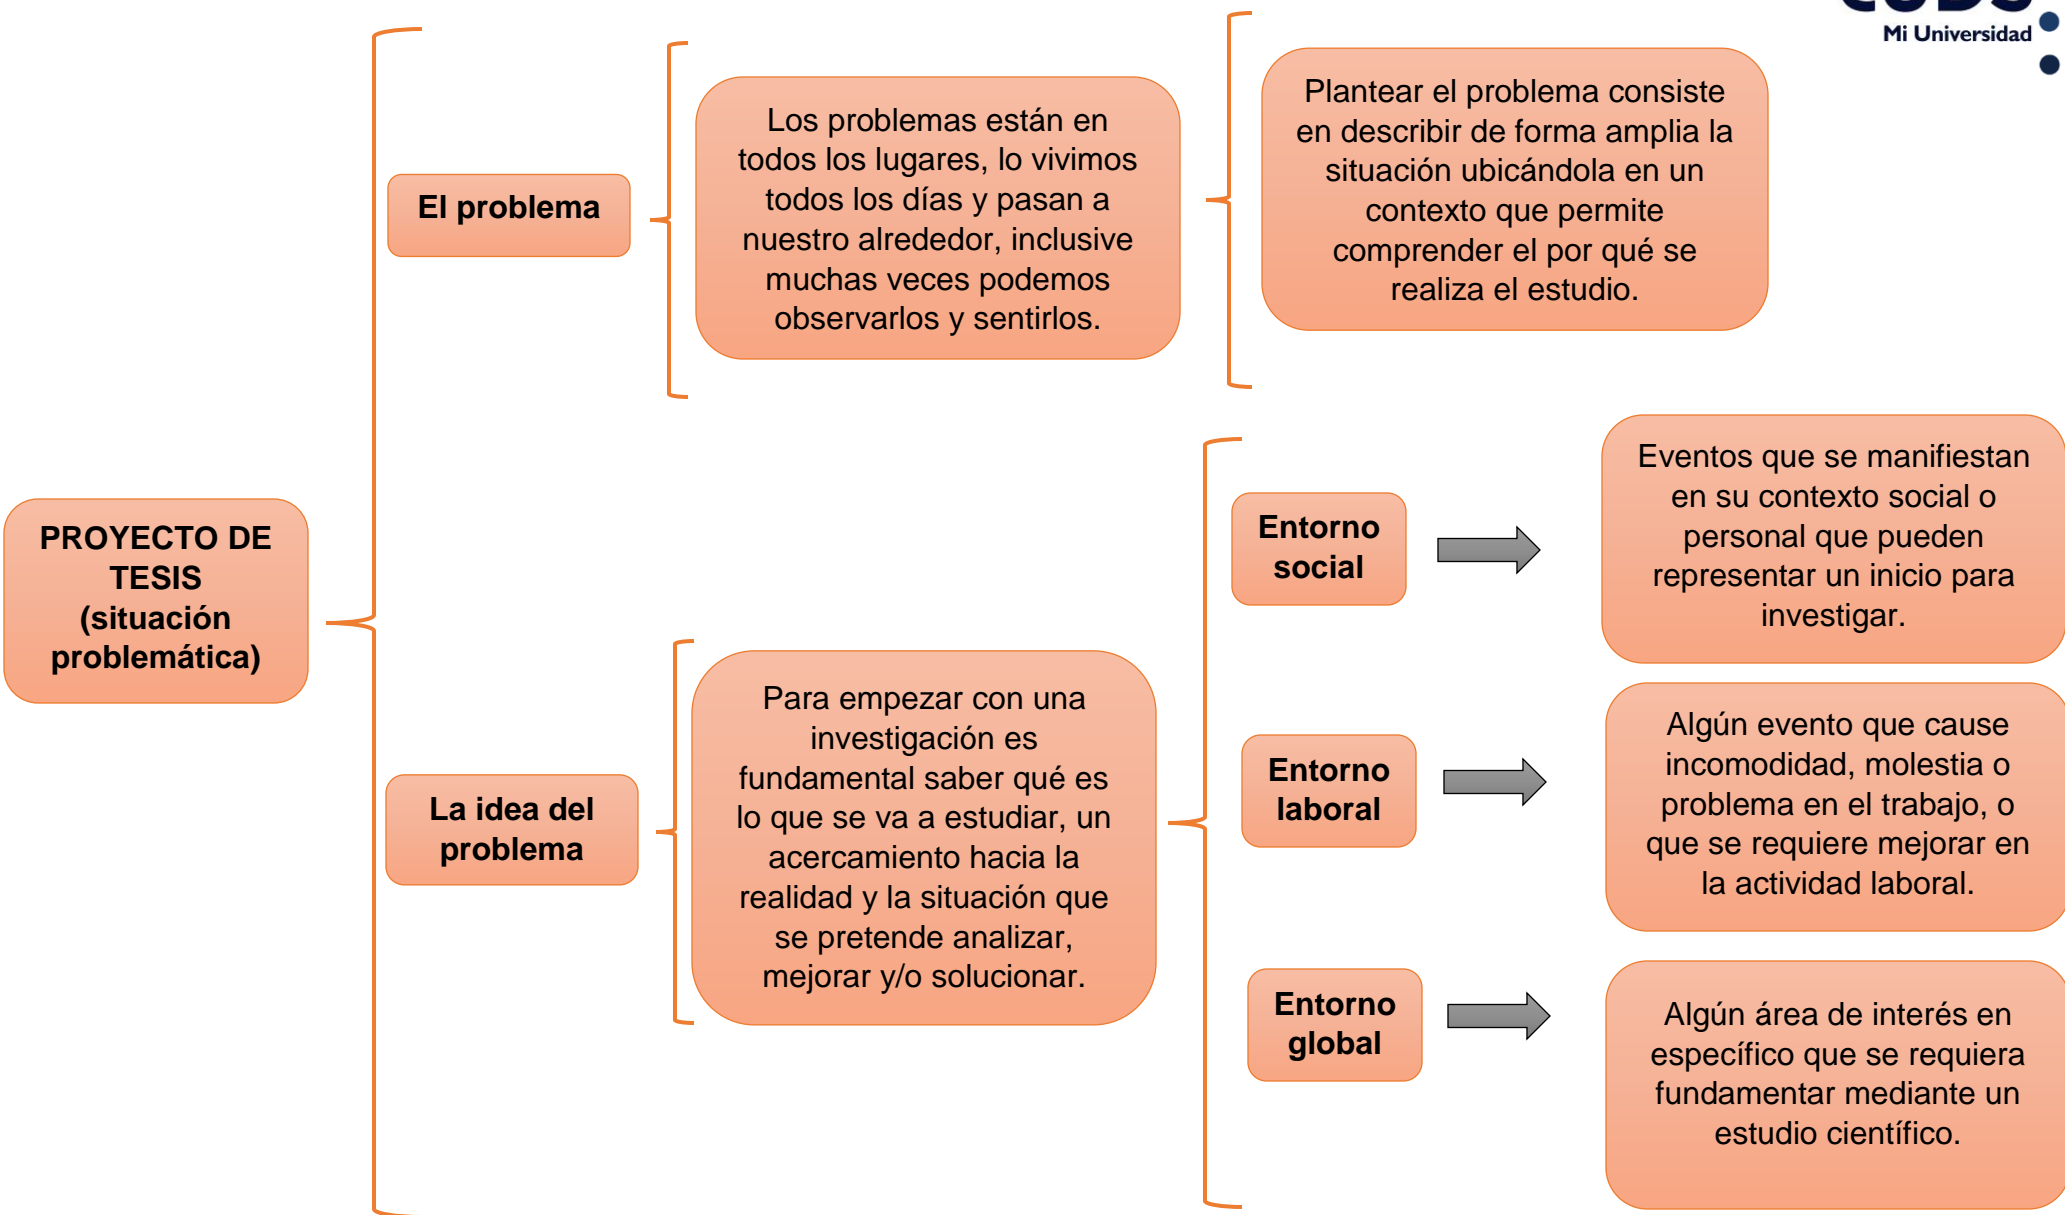 Mi Universidad
El problema
Los problemas están en
todos los lugares, lo vivimos
todos los días y pasan a
nuestro alrededor, inclusive
muchas veces podemos
observarlos y sentirlos.
Plantear el problema consiste
en describir de forma amplia la
situación ubicándola en un
contexto que permite
comprender el por qué se
realiza el estudio.
PROYECTO DE
TESIS
(situación
problemática)
La idea del
problema
Para empezar con una
investigación es
fundamental saber qué es
lo que se va a estudiar, un
acercamiento hacia la
realidad y la situación que
se pretende analizar,
mejorar y/o solucionar.
Entorno
social
Eventos que se manifiestan
en su contexto social o
personal que pueden
representar un inicio para
investigar.
Entorno
laboral
Algún evento que cause
incomodidad, molestia o
problema en el trabajo, o
que se requiere mejorar en
la actividad laboral.
Entorno
global
Algún área de interés en
específico que se requiera
fundamentar mediante un
estudio científico.